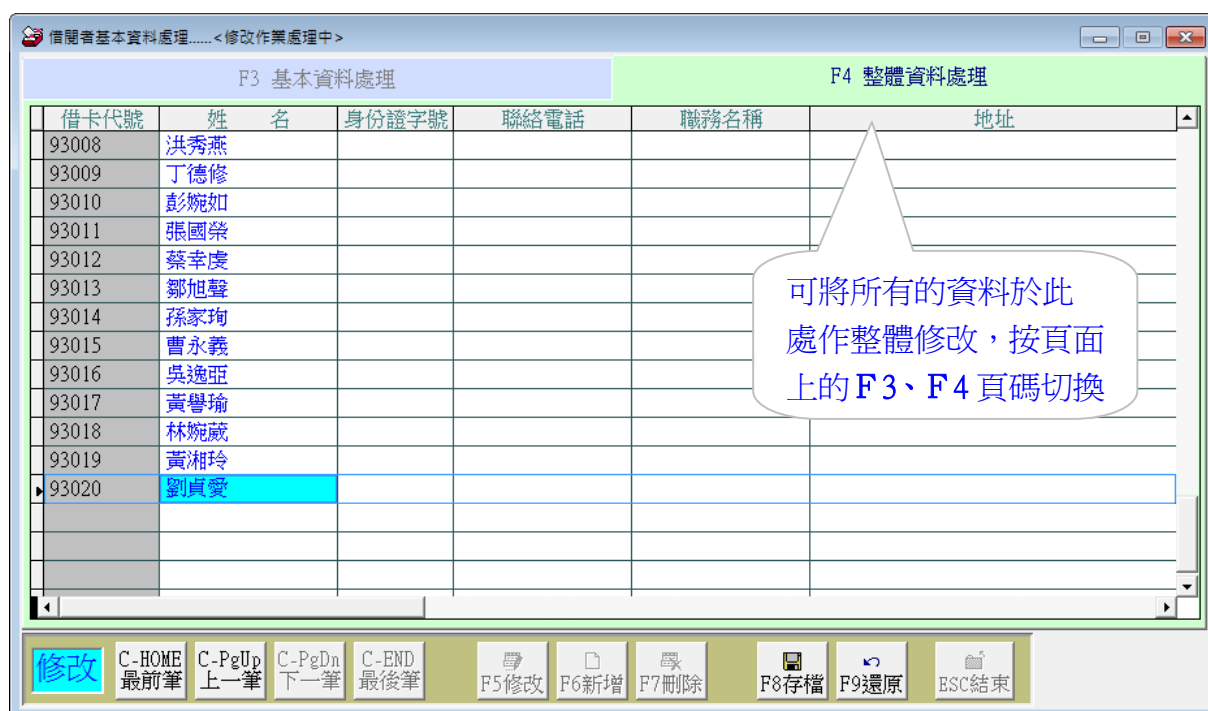 借閱者基本資料處理......<修改作業處理中>
F3 基本資料處理
F4 整體資料處理
借卡代號 姓 名 身份證字號 聯絡電話 職務名稱 地址
93008 洪秀燕
93009 丁德修
93010 彭婉如
93011 張國榮
93012 蔡幸虔
93013 鄒旭聲
93014 孫家珣
93015 曹永義
93016 吳逸亞
93017 黃譽瑜
93018 林婉葳
93019 黃湘玲
93020 劉貞愛
可將所有的資料於此
處作整體修改,按頁面
上的F3、F4頁碼切換
修改
C-HOME
最前筆
C-PgUp
上一筆
C-PgDn
下一筆
C-END
最後筆
F5修改
F6新增
F7刪除
F8存檔
F9還原
ESC結束